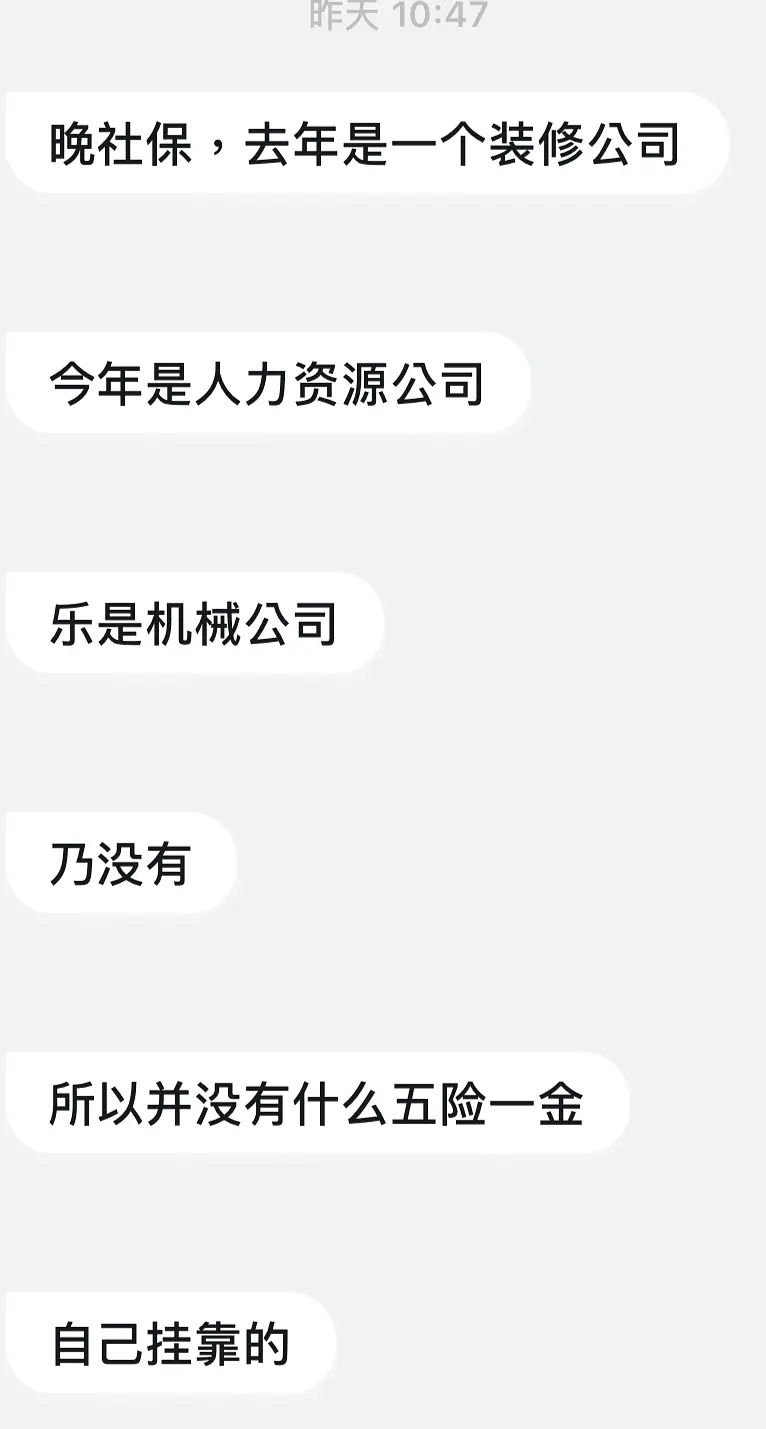 昨天 10:47
晚社保，去年是一个装修公司
今年是人力资源公司
乐是机械公司
乃没有
所以并没有什么五险一金
自己挂靠的